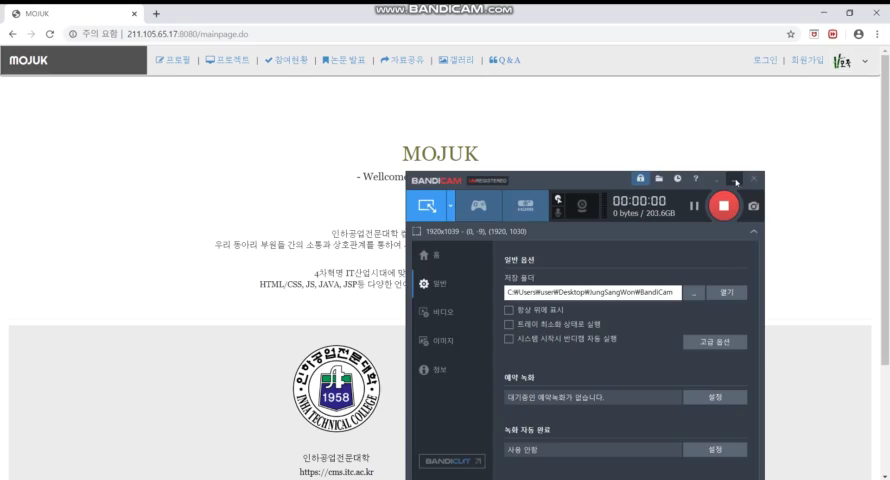 www.BANDICAM.com
MOJUK
주의 요함 | 211.105.65.17:8080/mainpage.do
MOJUK
프로필 | 프로젝트 | 참여현황 | 논문 발표 | 자료공유 | 갤러리 | Q&A
로그인 | 회원가입
MOJUK
- Wellcome
인하공업전문대학 컴
우리 동아리 부원들 간의 소통과 상호관계를 통하여
4차혁명 IT산업시대에 맞
HTML/CSS, JS, JAVA, JSP등 다양한 언어
인하공업전문대학
1958
INHA TECHNICAL COLLEGE
인하공업전문대학
https://cms.itc.ac.kr
BANDICAM UNREGISTERED
00:00:00
0 bytes / 203.6GB
1920x1039 - (0, -9), (1920, 1030)
홈
일반
비디오
이미지
정보
BANDICUT
일반 옵션
저장 폴더
C:₩Users₩user₩Desktop₩JungSangWon₩BandiCam
...
열기
항상 위에 표시
트레이 최소화 상태로 실행
시스템 시작시 반디캠 자동 실행
고급 옵션
예약 녹화
대기중인 예약녹화가 없습니다.
설정
녹화 자동 완료
사용 안함
설정